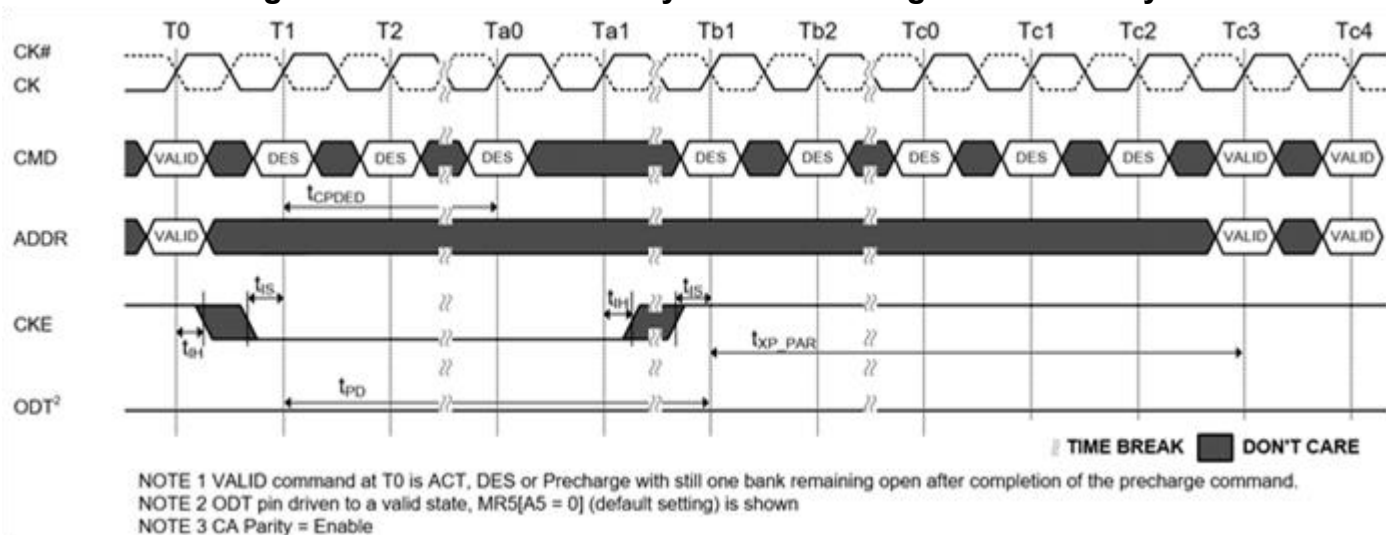 T0 T1 T2 Ta0 Ta1 Tb1 Tb2 Tc0 Tc1 Tc2 Tc3 Tc4
CK#
CK
CMD VALID DES DES DES DES DES DES DES DES VALID VALID
tCPDED
ADDR VALID VALID VALID
tIS tIH tIS
CKE
tIH tXP_PAR
tPD
ODT2
TIME BREAK DON'T CARE
NOTE 1 VALID command at T0 is ACT, DES or Precharge with still one bank remaining open after completion of the precharge command.
NOTE 2 ODT pin driven to a valid state, MR5[A5 = 0] (default setting) is shown
NOTE 3 CA Parity = Enable